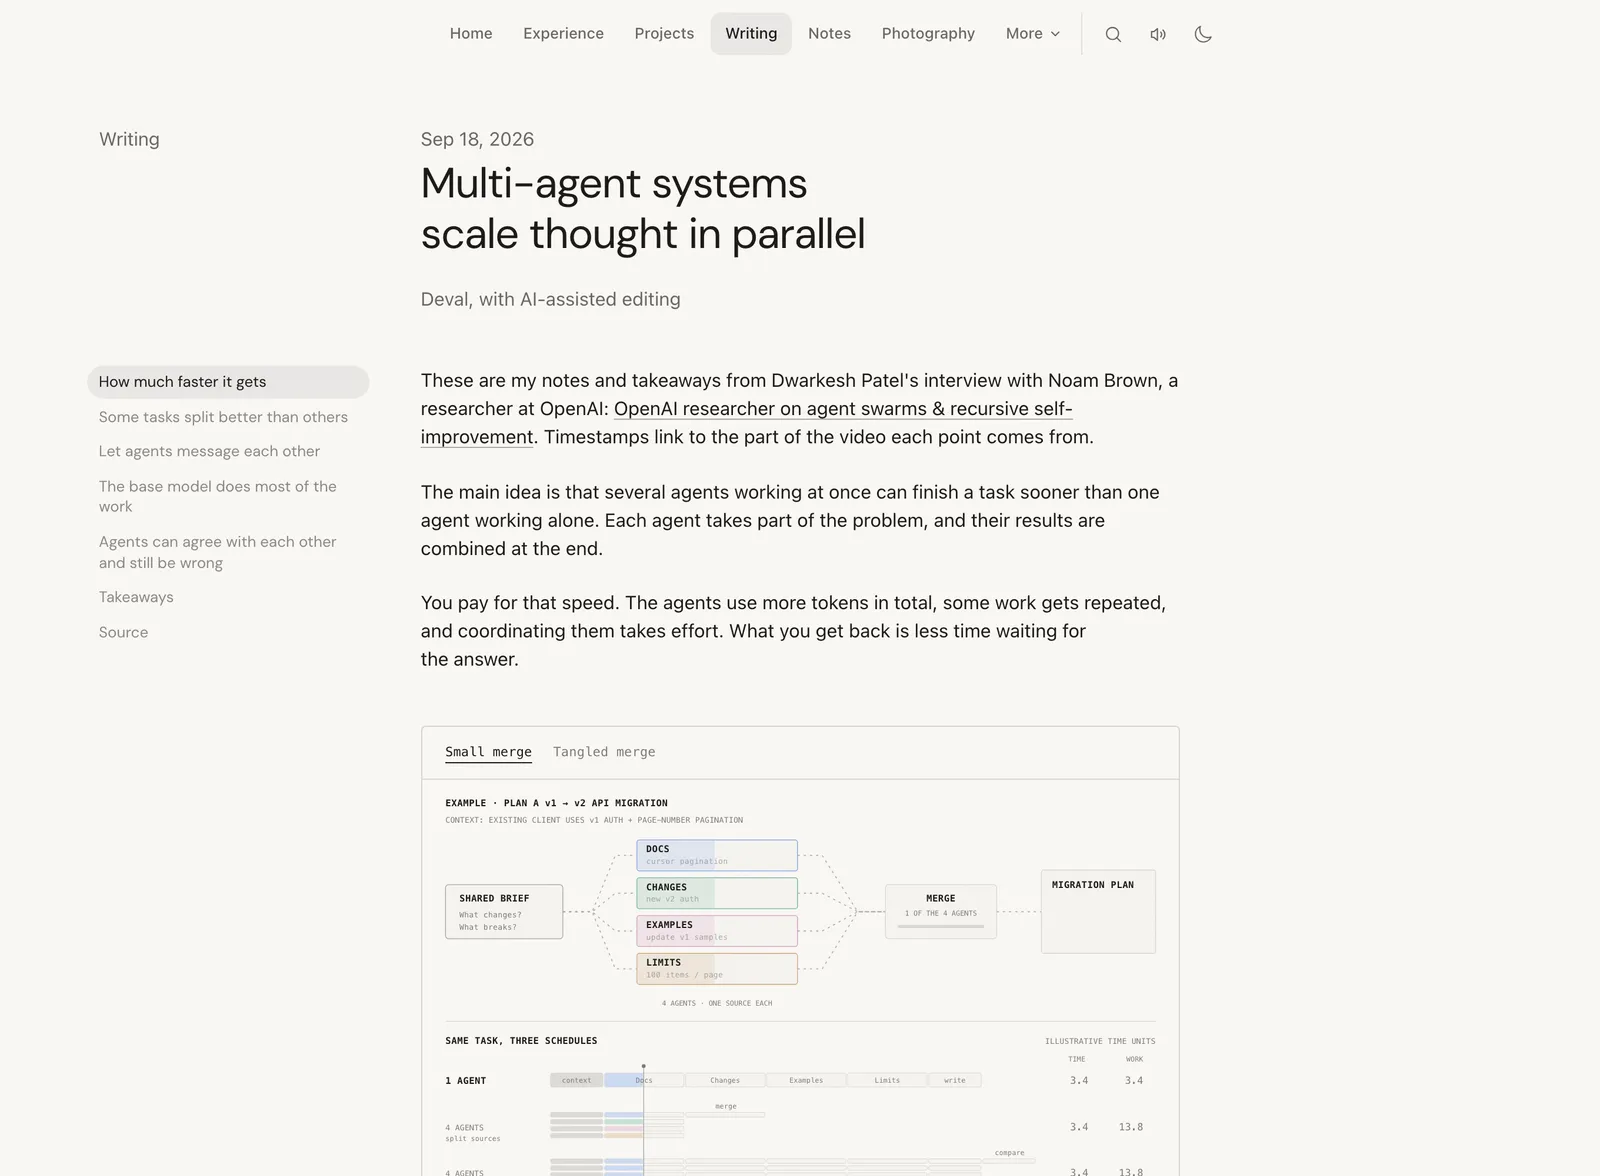 Home Experience Projects Writing Notes Photography More
Writing
Sep 18, 2026
Multi-agent systems
scale thought in parallel
Deval, with AI-assisted editing
How much faster it gets
Some tasks split better than others
Let agents message each other
The base model does most of the
work
Agents can agree with each other
and still be wrong
Takeaways
Source
These are my notes and takeaways from Dwarkesh Patel's interview with Noam Brown, a
researcher at OpenAI: OpenAI researcher on agent swarms & recursive self-
improvement. Timestamps link to the part of the video each point comes from.
The main idea is that several agents working at once can finish a task sooner than one
agent working alone. Each agent takes part of the problem, and their results are
combined at the end.
You pay for that speed. The agents use more tokens in total, some work gets repeated,
and coordinating them takes effort. What you get back is less time waiting for
the answer.
Small merge Tangled merge
EXAMPLE · PLAN A v1 → v2 API MIGRATION
CONTEXT: EXISTING CLIENT USES v1 AUTH + PAGE-NUMBER PAGINATION
SHARED BRIEF
What changes?
What breaks?
DOCS
cursor pagination
CHANGES
new v2 auth
EXAMPLES
update v1 samples
LIMITS
100 items / page
4 AGENTS · ONE SOURCE EACH
MERGE
1 OF THE 4 AGENTS
MIGRATION PLAN
SAME TASK, THREE SCHEDULES
ILLUSTRATIVE TIME UNITS
TIME WORK
1 AGENT context Docs Changes Examples Limits write 3.4 3.4
merge
4 AGENTS 3.4 13.8
split sources
compare
4 AGENTS 3.4 13.8